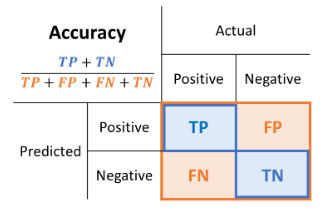 Accuracy
TP + TN
TP + FP + FN + TN
Actual
Positive Negative
Predicted
Positive TP FP
Negative FN TN